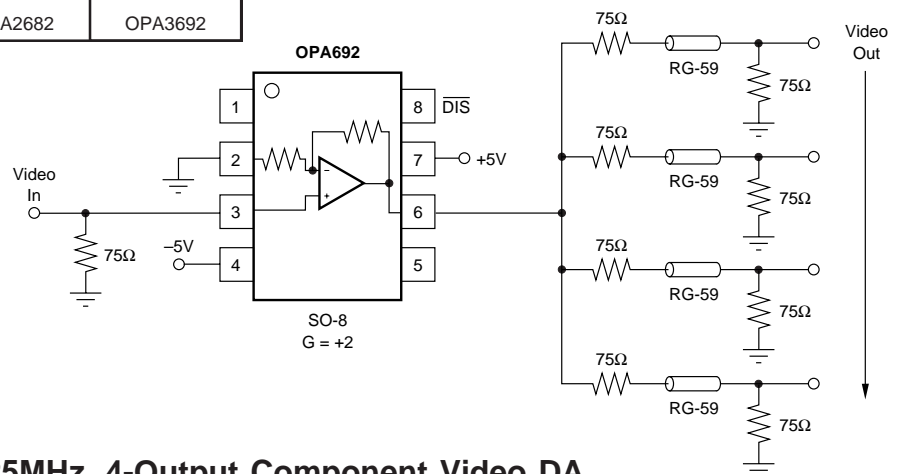 OPA3692
OPA692
Video
In
75Ω
–5V
1
2
3
4
8
DIS
7
+5V
6
5
–
+
SO-8
G = +2
75Ω
RG-59
75Ω
75Ω
RG-59
75Ω
75Ω
RG-59
75Ω
75Ω
RG-59
75Ω
Video
Out
4-Output Component Video DA